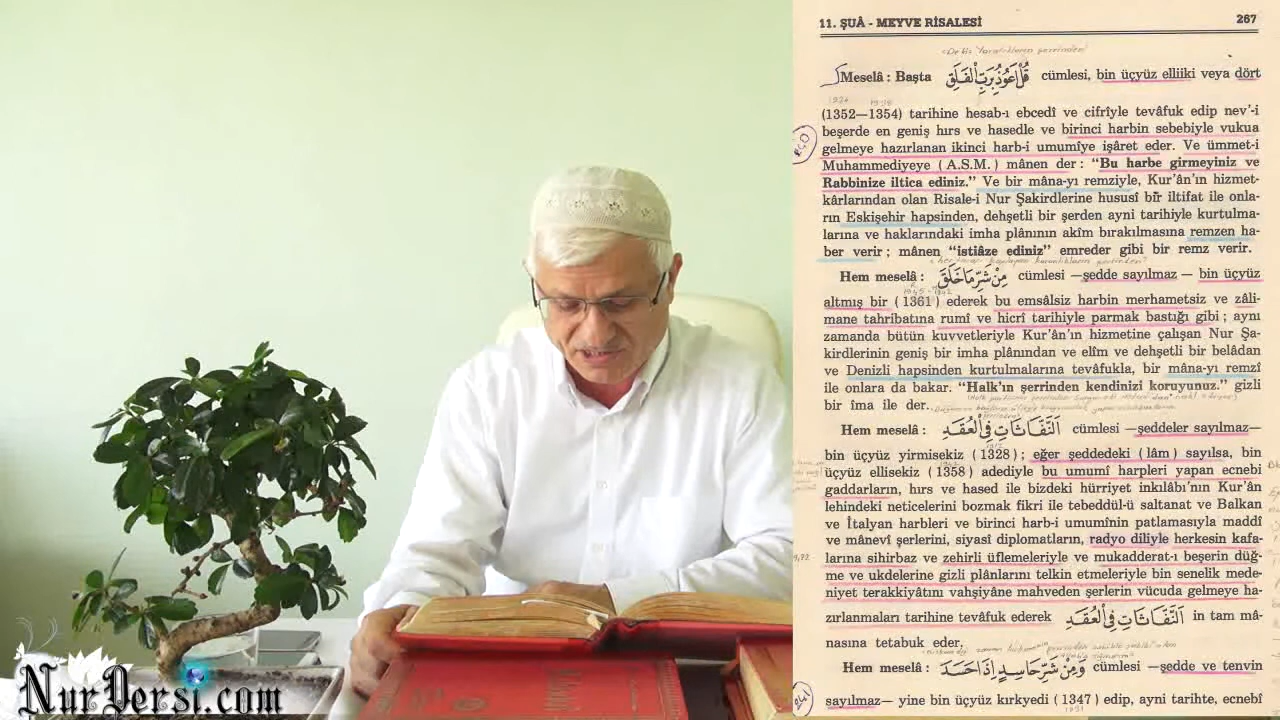 11. ŞUÂ - MEYVE RİSALESİ 267
Meselâ : Başta قُلْ اَعُوذُ بِرَبِّ الْفَلَقِ cümlesi, bin üçyüz elliiki veya dört
(1352—1354) tarihine hesab-ı ebcedî ve cifrîyle tevâfuk edip nev'-i
beşerde en geniş hırs ve hasedle ve birinci harbin sebebiyle vukua
gelmeye hazırlanan ikinci harb-i umumîye işâret eder. Ve ümmet-i
Muhammediyeye (A.S.M.) mânen der : “Bu harbe girmeyiniz ve
Rabbinize iltica ediniz.” Ve bir mâna-yı remziyle, Kur'ân'ın hizmet-
kârlarından olan Risale-i Nur Şakirdlerine hususî bir iltifat ile onla-
rın Eskişehir hapsinden, dehşetli bir şerden ayni tarihiyle kurtulma-
larına ve haklarındaki imha plânının akîm bırakılmasına remzen ha-
ber verir ; mânen “istiâze ediniz” emreder gibi bir remz verir.
Hem meselâ : مِنْ شَرِّ مَا خَلَقَ cümlesi —şedde sayılmaz — bin üçyüz
altmış bir (1361) ederek bu emsâlsiz harbin merhametsiz ve zâli-
mane tahribatına rumî ve hicrî tarihiyle parmak bastığı gibi ; aynı
zamanda bütün kuvvetleriyle Kur'ân'ın hizmetine çalışan Nur Şa-
kirdlerinin geniş bir imha plânından ve elîm ve dehşetli bir belâdan
ve Denizli hapsinden kurtulmalarına tevâfukla, bir mâna-yı remzî
ile onlara da bakar. “Halk'ın şerrinden kendinizi koruyunuz.” gizli
bir îma ile der.
Hem meselâ : اَلنَّفَّاثَاتِ فِى الْعُقَدِ cümlesi —şeddeler sayılmaz—
bin üçyüz yirmisekiz (1328) ; eğer şeddedeki (lâm) sayılsa, bin
üçyüz ellisekiz (1358) adediyle bu umumî harpleri yapan ecnebi
gaddarların, hırs ve hased ile bizdeki hürriyet inkılâbı'nın Kur'ân
lehindeki neticelerini bozmak fikri ile tebeddül-ü saltanat ve Balkan
ve İtalyan harbleri ve birinci harb-i umumînin patlamasıyla maddî
ve mânevî şerlerini, siyasî diplomatların, radyo diliyle herkesin kafa-
larına sihirbaz ve zehirli üflemeleriyle ve mukadderat-ı beşerin düğ-
me ve ukdelerine gizli plânlarını telkin etmeleriyle bin senelik mede-
niyet terakkiyâtını vahşiyâne mahveden şerlerin vücuda gelmeye ha-
zırlanmaları tarihine tevâfuk ederek اَلنَّفَّاثَاتِ فِى الْعُقَدِ in tam mâ-
nasına tetabuk eder,
Hem meselâ : وَمِنْ شَرِّ حَاسِدٍ اِذَا حَسَدَ cümlesi —şedde ve tenvin
sayılmaz— yine bin üçyüz kırkyedi (1347) edip, ayni tarihte, ecnebî
NurDersi.com